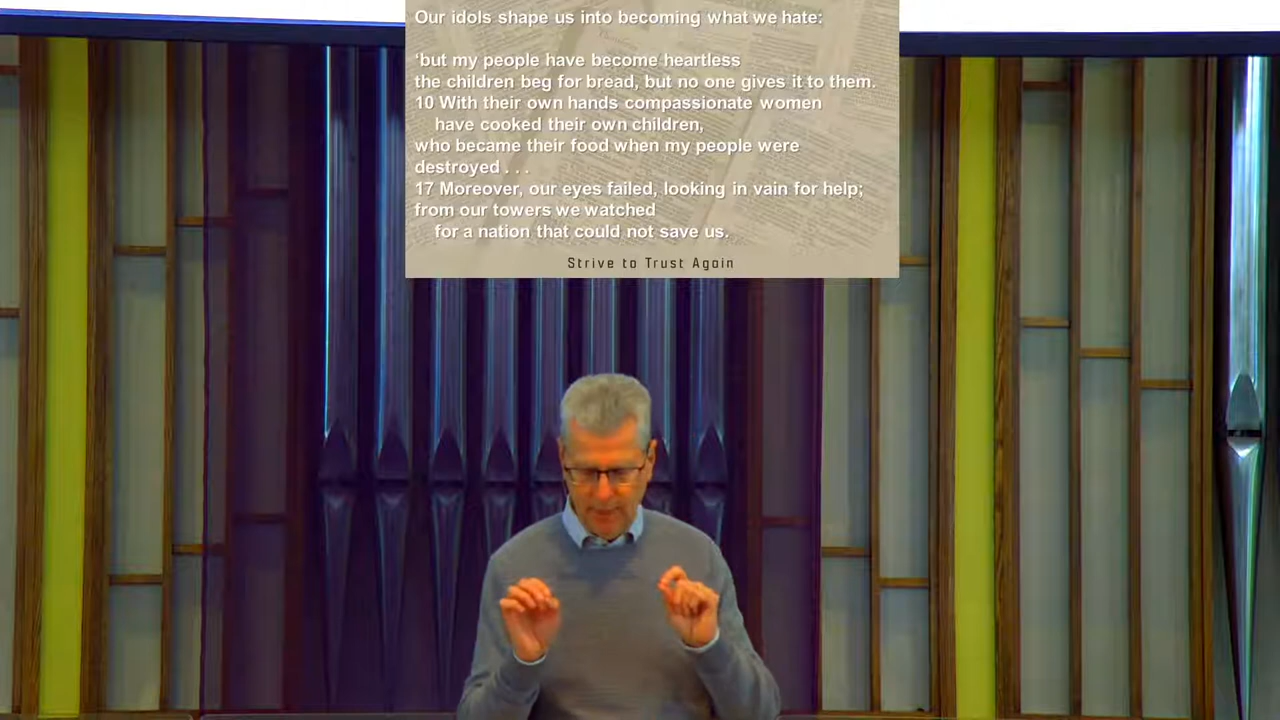 Our idols shape us into becoming what we hate:
‘but my people have become heartless
the children beg for bread, but no one gives it to them.
10 With their own hands compassionate women
have cooked their own children,
who became their food when my people were
destroyed . . .
17 Moreover, our eyes failed, looking in vain for help;
from our towers we watched
for a nation that could not save us.
Strive to Trust Again